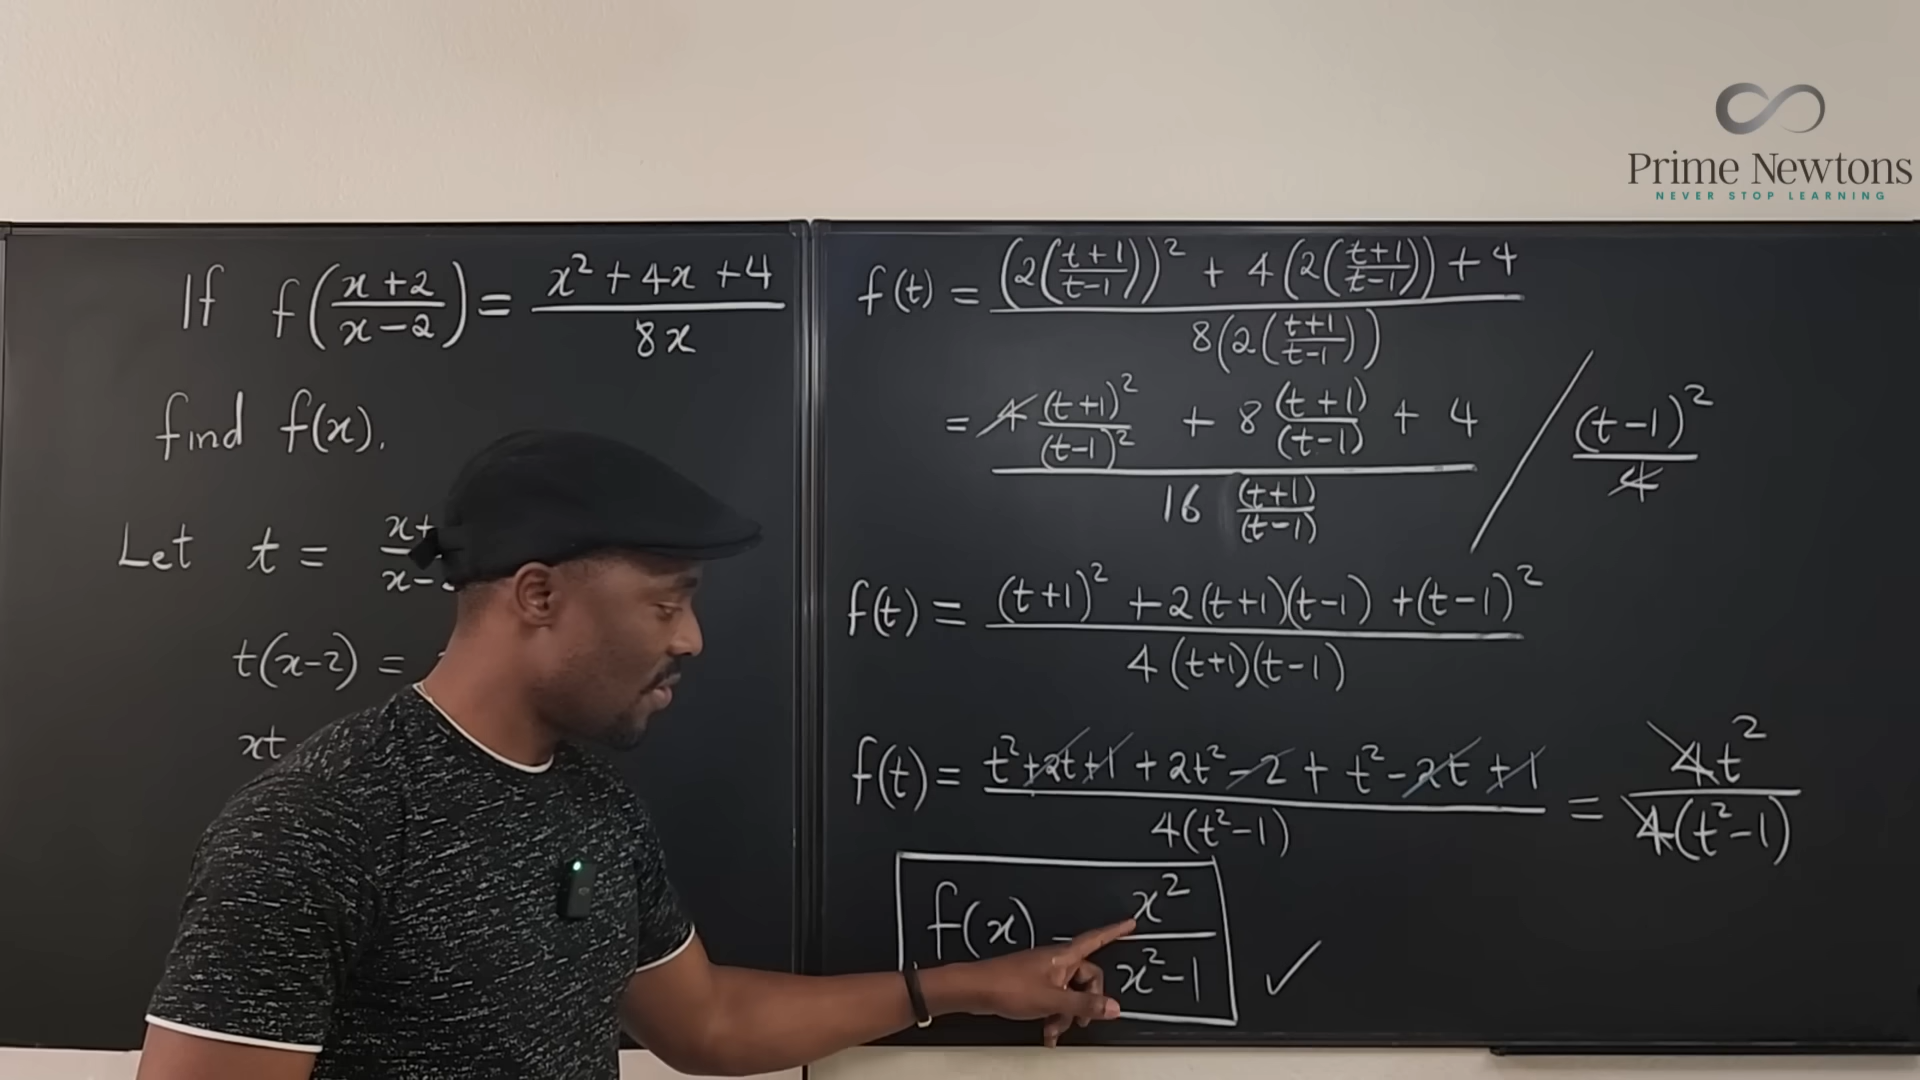 Prime Newtons
NEVER STOP LEARNING
If f((x+2)/(x-2)) = (x² + 4x + 4)/(8x)
find f(x).
Let t = x+ / x-
t(x-2) =
xt
f(t) = ((2((t+1)/(t-1)))² + 4(2((t+1)/(t-1))) + 4)/(8(2((t+1)/(t-1))))
= (4 (t+1)²/(t-1)² + 8 (t+1)/(t-1) + 4)/(16 (t+1)/(t-1)) / (t-1)²/4
f(t) = ((t+1)² + 2(t+1)(t-1) + (t-1)²)/(4(t+1)(t-1))
f(t) = (t² + 2t + 1 + 2t² - 2 + t² - 2t + 1)/(4(t² - 1)) = 4t²/(4(t² - 1))
f(x) = x²/(x² - 1) ✓